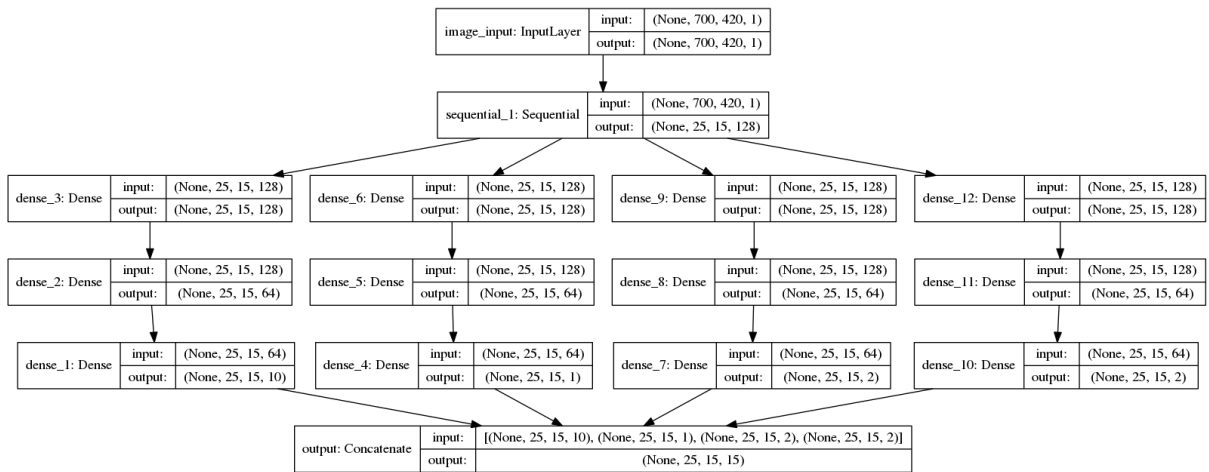 image_input: InputLayer
input: (None, 700, 420, 1)
output: (None, 700, 420, 1)
sequential_1: Sequential
input: (None, 700, 420, 1)
output: (None, 25, 15, 128)
dense_3: Dense
input: (None, 25, 15, 128)
output: (None, 25, 15, 128)
dense_6: Dense
input: (None, 25, 15, 128)
output: (None, 25, 15, 128)
dense_9: Dense
input: (None, 25, 15, 128)
output: (None, 25, 15, 128)
dense_12: Dense
input: (None, 25, 15, 128)
output: (None, 25, 15, 128)
dense_2: Dense
input: (None, 25, 15, 128)
output: (None, 25, 15, 64)
dense_5: Dense
input: (None, 25, 15, 128)
output: (None, 25, 15, 64)
dense_8: Dense
input: (None, 25, 15, 128)
output: (None, 25, 15, 64)
dense_11: Dense
input: (None, 25, 15, 128)
output: (None, 25, 15, 64)
dense_1: Dense
input: (None, 25, 15, 64)
output: (None, 25, 15, 10)
dense_4: Dense
input: (None, 25, 15, 64)
output: (None, 25, 15, 1)
dense_7: Dense
input: (None, 25, 15, 64)
output: (None, 25, 15, 2)
dense_10: Dense
input: (None, 25, 15, 64)
output: (None, 25, 15, 2)
output: Concatenate
input: [(None, 25, 15, 10), (None, 25, 15, 1), (None, 25, 15, 2), (None, 25, 15, 2)]
output: (None, 25, 15, 15)